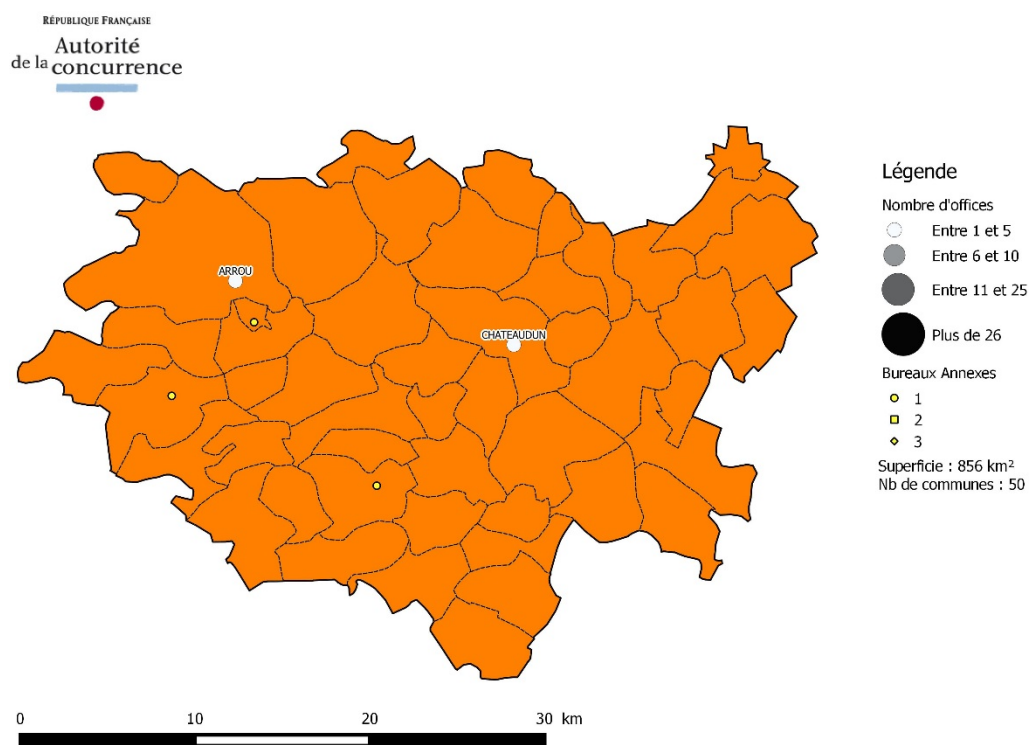 RÉPUBLIQUE FRANÇAISE
Autorité
de la concurrence
ARROU
CHATEAUDUN
Légende
Nombre d'offices
Entre 1 et 5
Entre 6 et 10
Entre 11 et 25
Plus de 26
Bureaux Annexes
1
2
3
Superficie : 856 km²
Nb de communes : 50
0 10 20 30 km